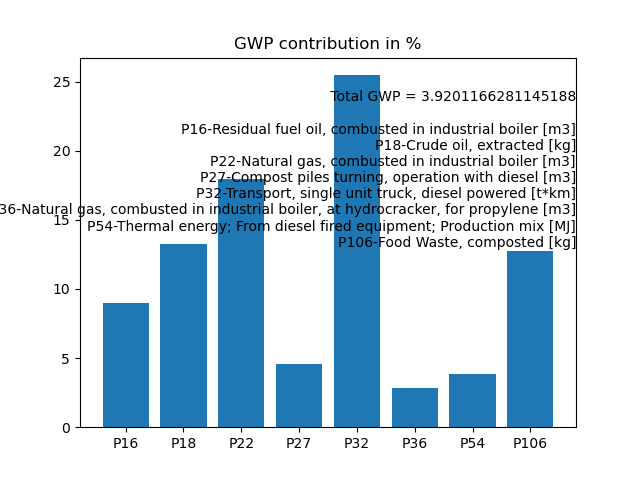 GWP contribution in %
25
20
15
10
5
0
Total GWP = 3.9201166281145188
P16-Residual fuel oil, combusted in industrial boiler [m3]
P18-Crude oil, extracted [kg]
P22-Natural gas, combusted in industrial boiler [m3]
P27-Compost piles turning, operation with diesel [m3]
P32-Transport, single unit truck, diesel powered [t*km]
36-Natural gas, combusted in industrial boiler, at hydrocracker, for propylene [m3]
P54-Thermal energy; From diesel fired equipment; Production mix [MJ]
P106-Food Waste, composted [kg]
P16 P18 P22 P27 P32 P36 P54 P106